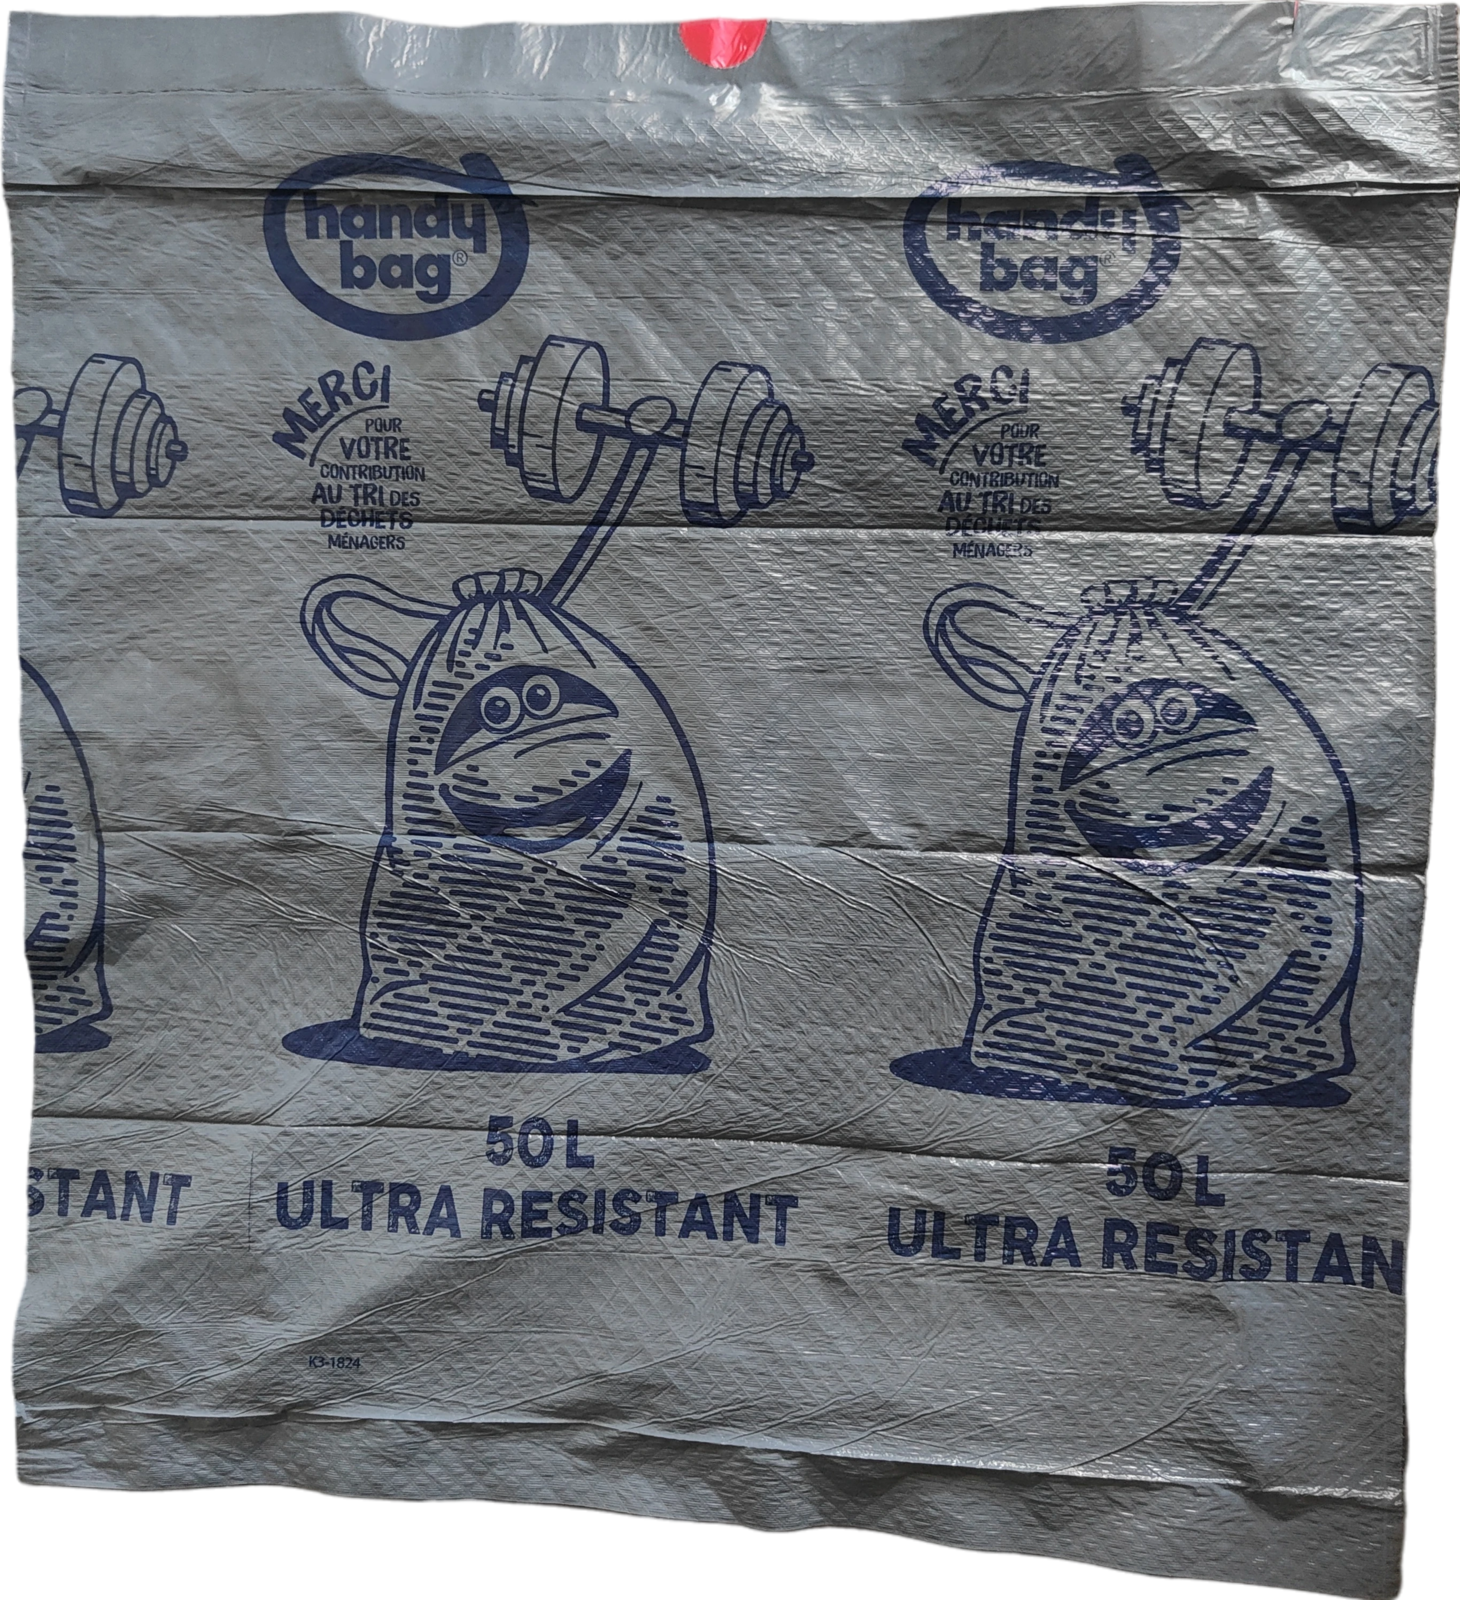 handy
bag®
MERCI
POUR
VOTRE
CONTRIBUTION
AU TRI DES
DÉCHETS
MÉNAGERS
handy
bag®
MERCI
POUR
VOTRE
CONTRIBUTION
AU TRI DES
DÉCHETS
MÉNAGERS
STANT
50L
ULTRA RESISTANT
50L
ULTRA RESISTAN
K3-1824